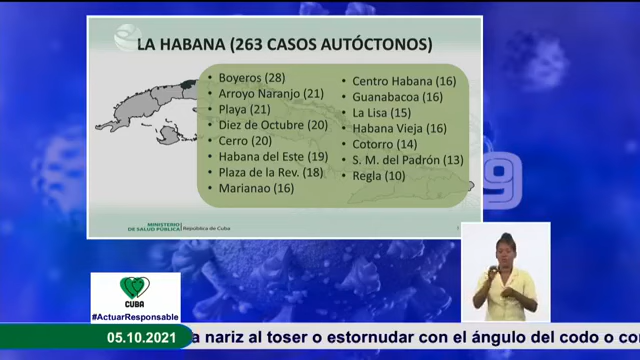 LA HABANA (263 CASOS AUTÓCTONOS)
• Boyeros (28)
• Arroyo Naranjo (21)
• Playa (21)
• Diez de Octubre (20)
• Cerro (20)
• Habana del Este (19)
• Plaza de la Rev. (18)
• Marianao (16)
• Centro Habana (16)
• Guanabacoa (16)
• La Lisa (15)
• Habana Vieja (16)
• Cotorro (14)
• S. M. del Padrón (13)
• Regla (10)
9
MINISTERIO
DE SALUD PÚBLICA
República de Cuba
CUBA
#ActuarResponsable
05.10.2021
a nariz al toser o estornudar con el ángulo del codo o co